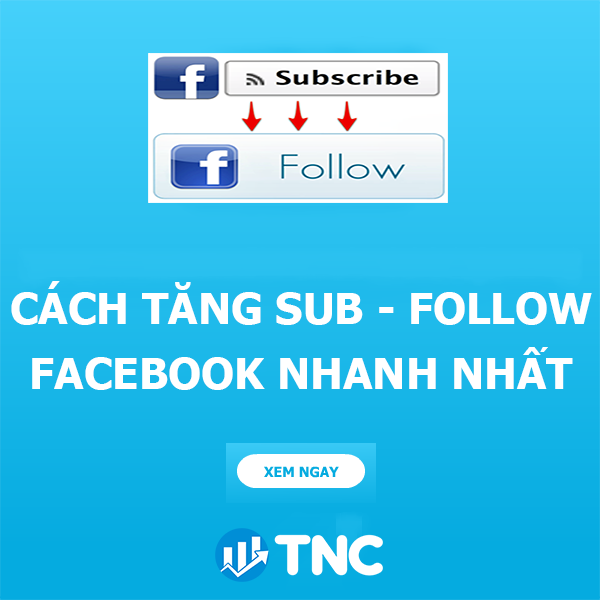 f Subscribe
f Follow
CÁCH TĂNG SUB - FOLLOW
FACEBOOK NHANH NHẤT
XEM NGAY
TNC